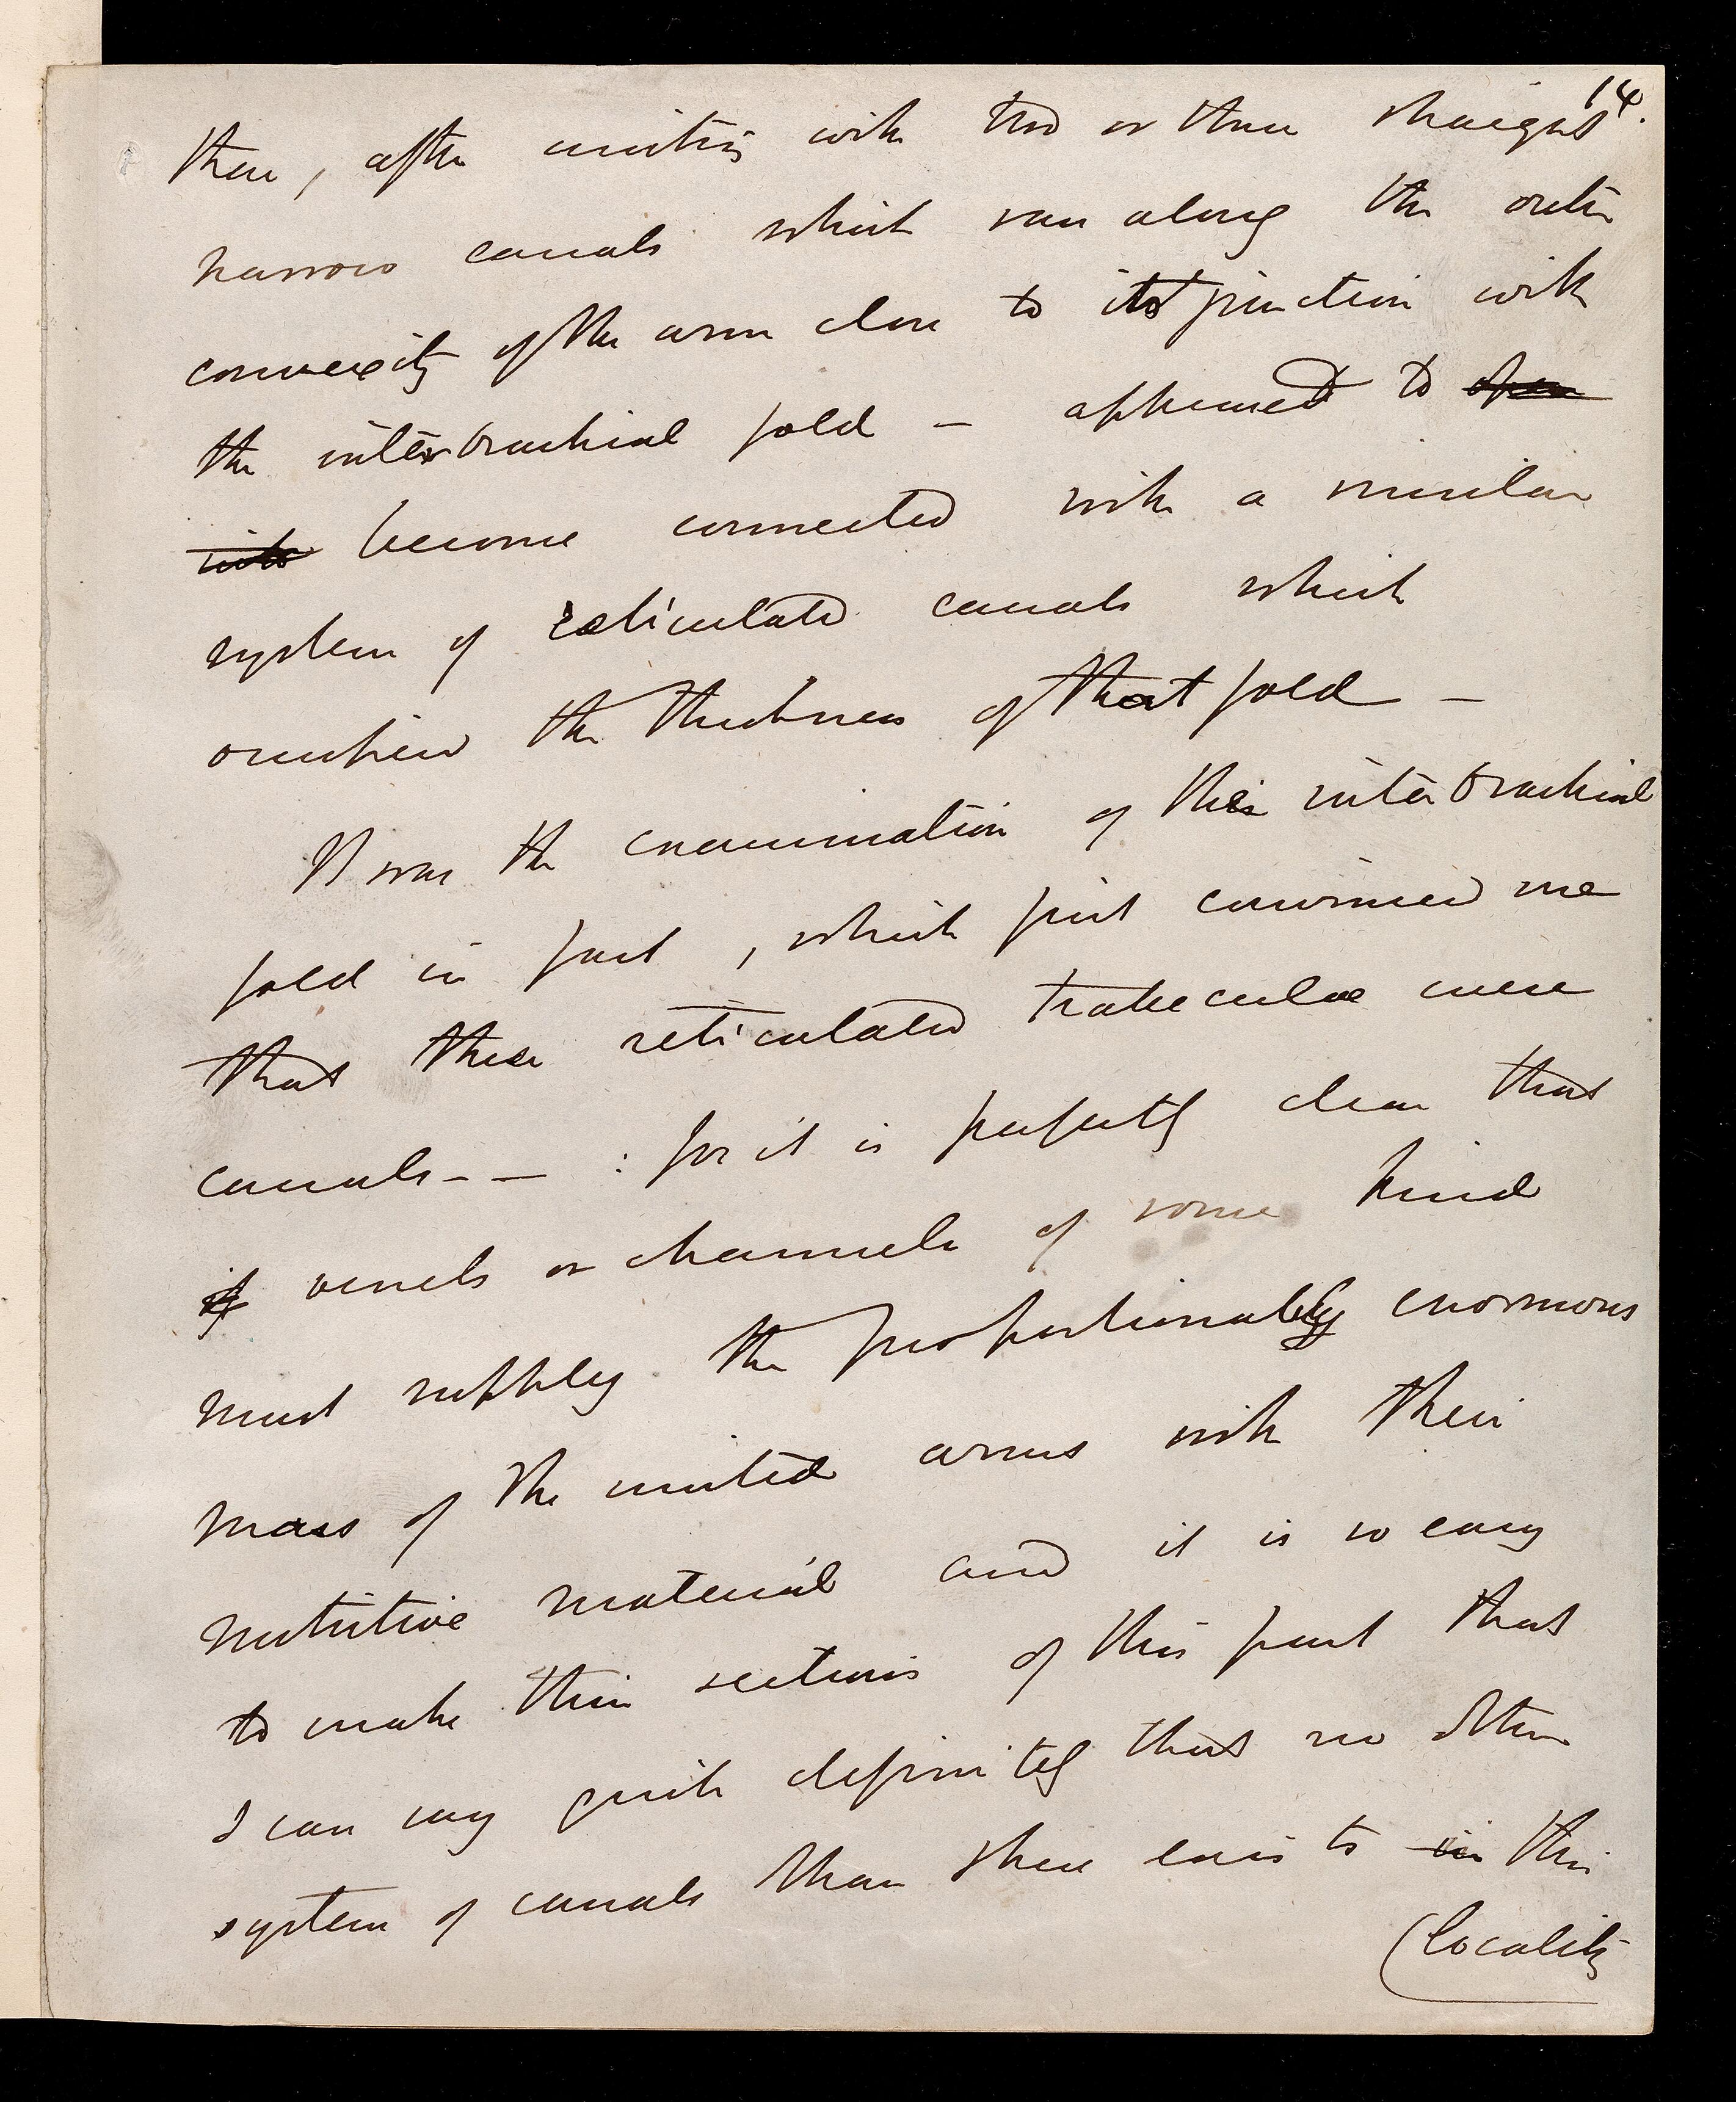 14.
these, after uniting with two or three straight
narrow canals which run along the outer
convexity of the arm close to its junction with
the interbrachial fold — appeared to open
into become connected with a similar
system of reticulated canals which
occupied the thickness of that fold —
It was the examination of this interbrachial
fold in fact, which first convinced me
that these reticulated trabeculae were
canals - — : for it is perfectly clear that
if vessels or channels of some kind
must supply the proportionably enormous
mass of the united arms with their
nutritive material and it is so easy
to make thin sections of this part that
I can say quite definitely that no other
system of canals than these exists in this
(locality